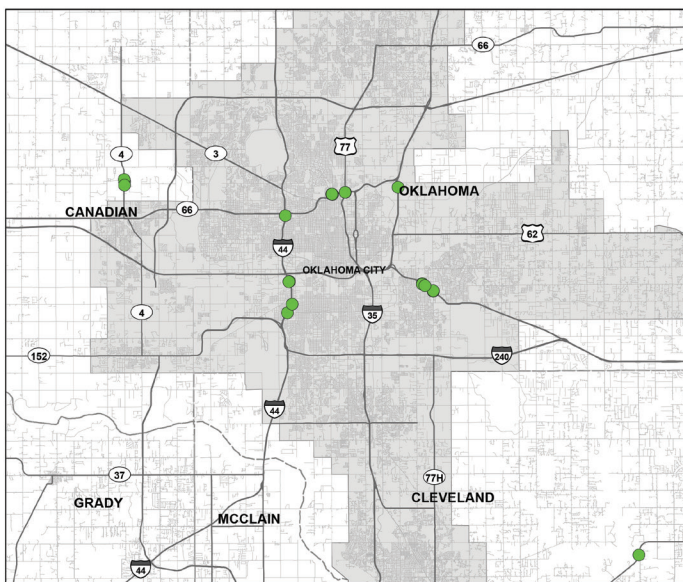 66
77
4
3
OKLAHOMA
CANADIAN
66
62
44
OKLAHOMA CITY
4
35
152
240
44
37
77H
GRADY
CLEVELAND
MCCLAIN
44